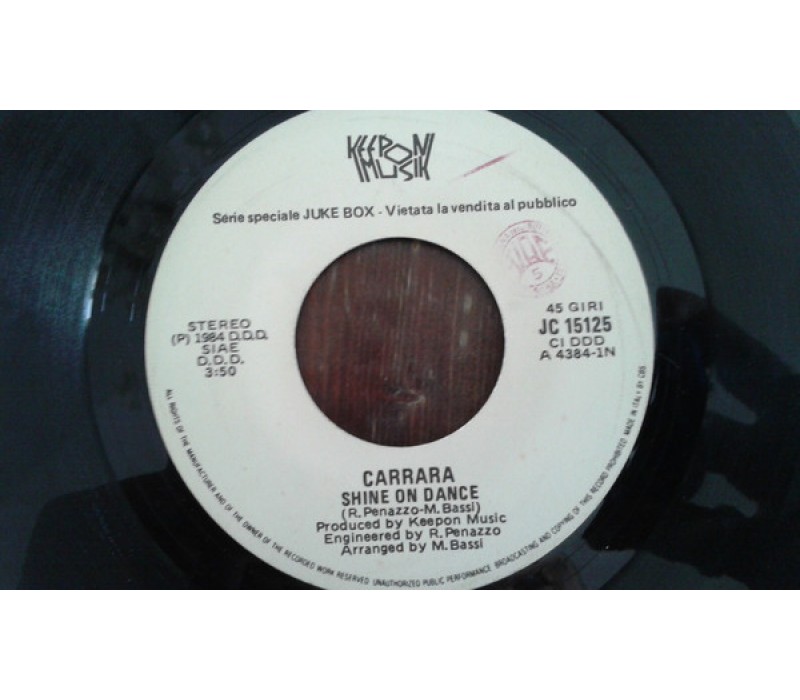 KEEPON
MUSIK
Serie speciale JUKE BOX - Vietata la vendita al pubblico
STEREO
(P) 1984 D.D.D.
SIAE
D.D.D.
3:50
45 GIRI
JC 15125
CI DDD
A 4384-1N
CARRARA
SHINE ON DANCE
(R. Penazzo-M. Bassi)
Produced by Keepon Music
Engineered by R. Penazzo
Arranged by M. Bassi
ALL RIGHTS OF THE MANUFACTURER AND OF THE OWNER OF THE RECORDED WORK RESERVED. UNAUTHORIZED PUBLIC PERFORMANCE, BROADCASTING AND COPYING OF THIS RECORD PROHIBITED. MADE IN ITALY BY CBS